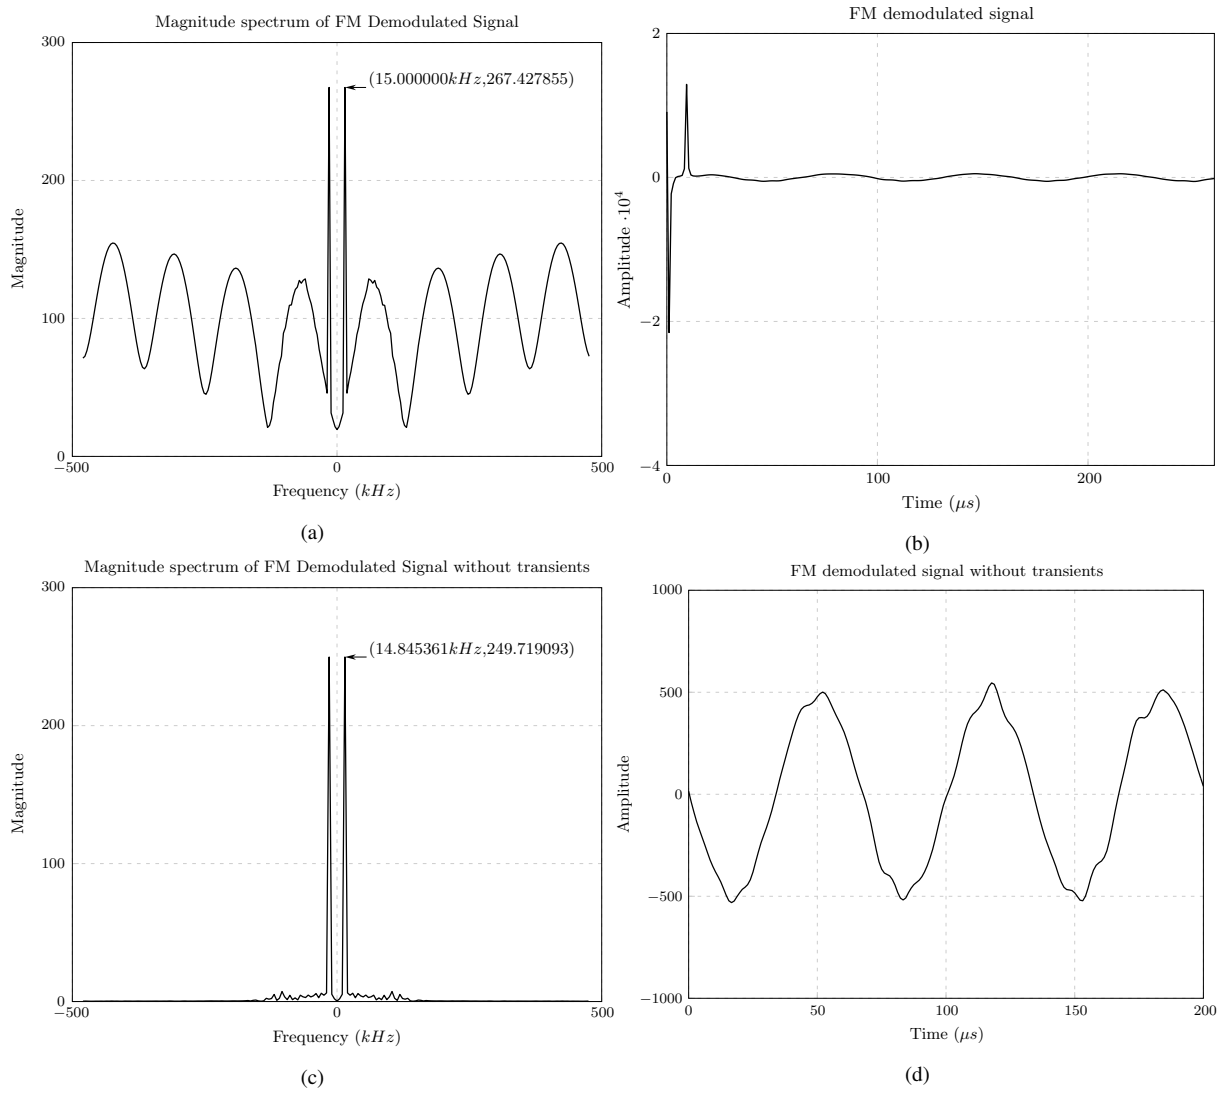 Magnitude spectrum of FM Demodulated Signal
300
200
100
0
Magnitude
(15.000000kHz,267.427855)
−500
0
500
Frequency (kHz)
(a)
FM demodulated signal
2
0
−2
−4
Amplitude ·10⁴
0
100
200
Time (μs)
(b)
Magnitude spectrum of FM Demodulated Signal without transients
300
200
100
0
Magnitude
(14.845361kHz,249.719093)
−500
0
500
Frequency (kHz)
(c)
FM demodulated signal without transients
1000
500
0
−500
−1000
Amplitude
0
50
100
150
200
Time (μs)
(d)